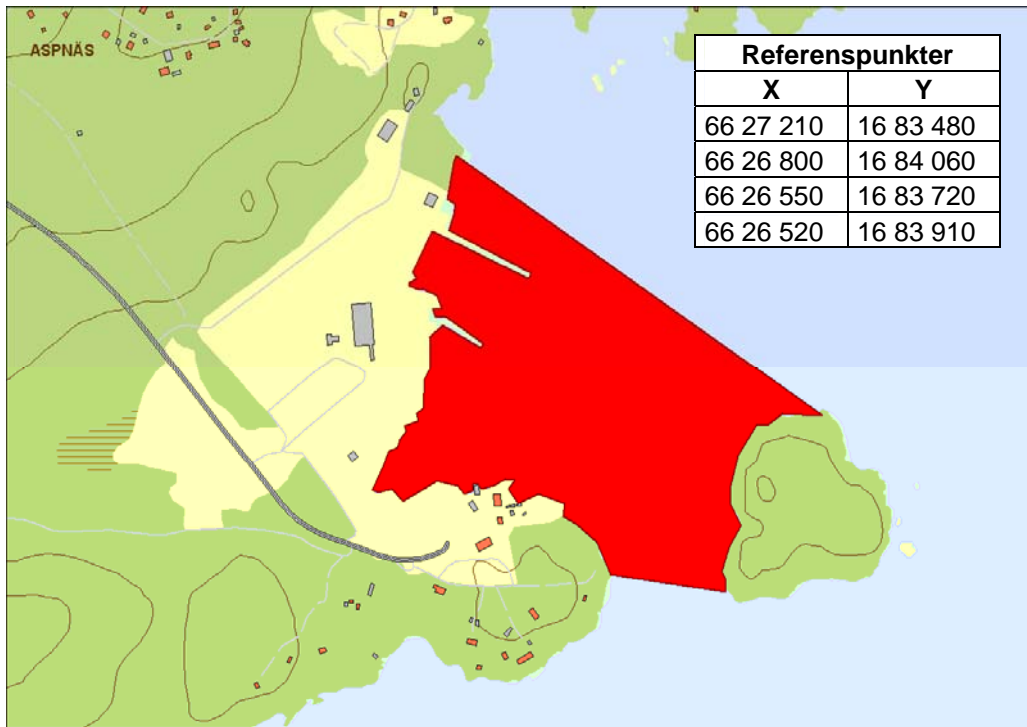 ASPNÄS
Referenspunkter
X Y
66 27 210 16 83 480
66 26 800 16 84 060
66 26 550 16 83 720
66 26 520 16 83 910